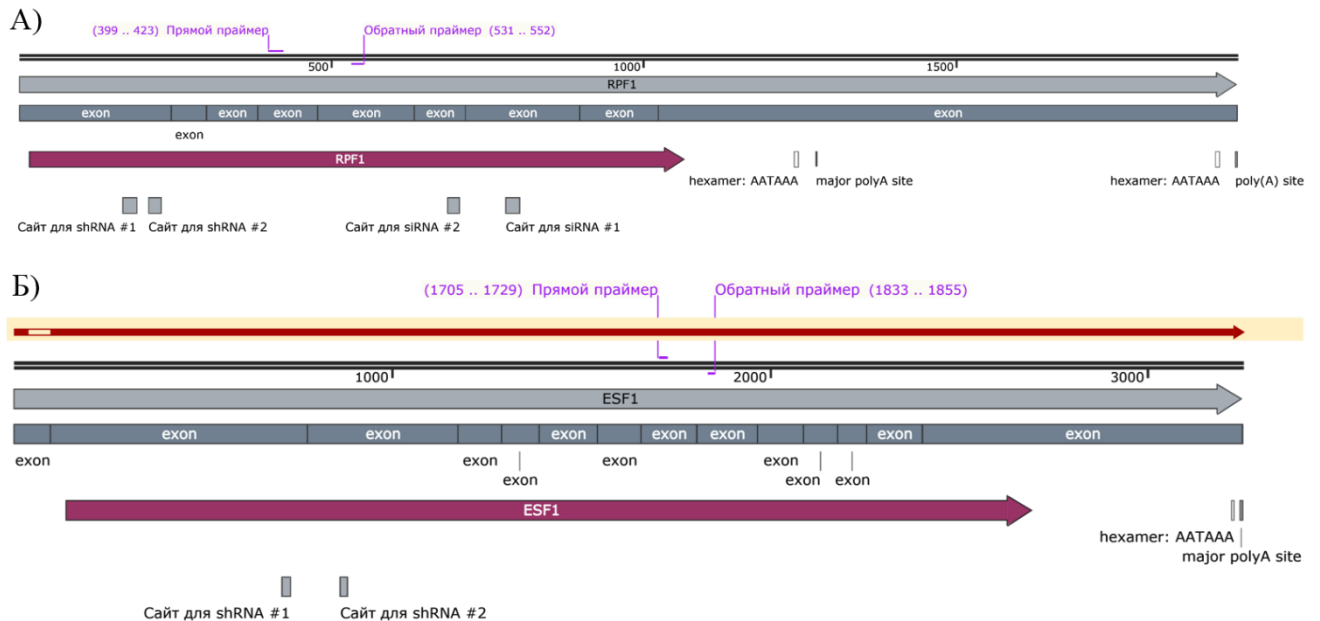 А)
(399 .. 423) Прямой праймер
Обратный праймер (531 .. 552)
500
1000
1500
RPF1
exon
exon
exon
exon
exon
exon
exon
exon
exon
RPF1
hexamer: AATAAA
major polyA site
hexamer: AATAAA
poly(A) site
Сайт для shRNA #1
Сайт для shRNA #2
Сайт для siRNA #2
Сайт для siRNA #1
Б)
(1705 .. 1729) Прямой праймер
Обратный праймер (1833 .. 1855)
1000
2000
3000
ESF1
exon
exon
exon
exon
exon
exon
exon
exon
exon
exon
exon
exon
exon
exon
ESF1
hexamer: AATAAA
major polyA site
Сайт для shRNA #1
Сайт для shRNA #2